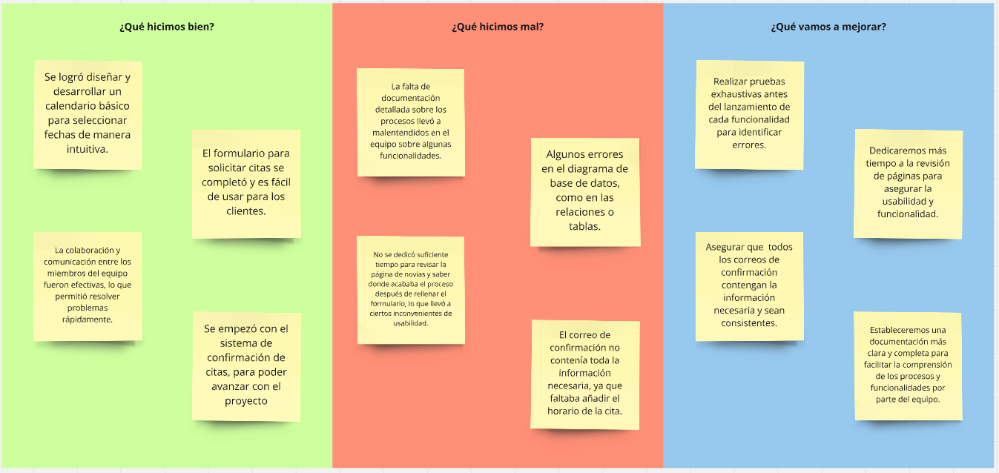 ¿Qué hicimos bien?
Se logró diseñar y
desarrollar un
calendario básico
para seleccionar
fechas de manera
intuitiva.
El formulario para
solicitar citas se
completó y es fácil
de usar para los
clientes.
La colaboración y
comunicación entre los
miembros del equipo
fueron efectivas, lo que
permitió resolver
problemas
rápidamente.
Se empezó con el
sistema de
confirmación de
citas, para poder
avanzar con el
proyecto
¿Qué hicimos mal?
La falta de
documentación
detallada sobre los
procesos llevó a
malentendidos en el
equipo sobre algunas
funcionalidades.
Algunos errores
en el diagrama de
base de datos,
como en las
relaciones o
tablas.
No se dedicó suficiente
tiempo para revisar la
página de novias y saber
donde acababa el proceso
después de rellenar el
formulario, lo que llevó a
ciertos inconvenientes de
usabilidad.
El correo de
confirmación no
contenía toda la
información
necesaria, ya que
faltaba añadir el
horario de la cita.
¿Qué vamos a mejorar?
Realizar pruebas
exhaustivas antes
del lanzamiento de
cada funcionalidad
para identificar
errores.
Dedicaremos más
tiempo a la revisión
de páginas para
asegurar la
usabilidad y
funcionalidad.
Asegurar que todos
los correos de
confirmación
contengan la
información
necesaria y sean
consistentes.
Estableceremos una
documentación más
clara y completa para
facilitar la comprensión
de los procesos y
funcionalidades por
parte del equipo.